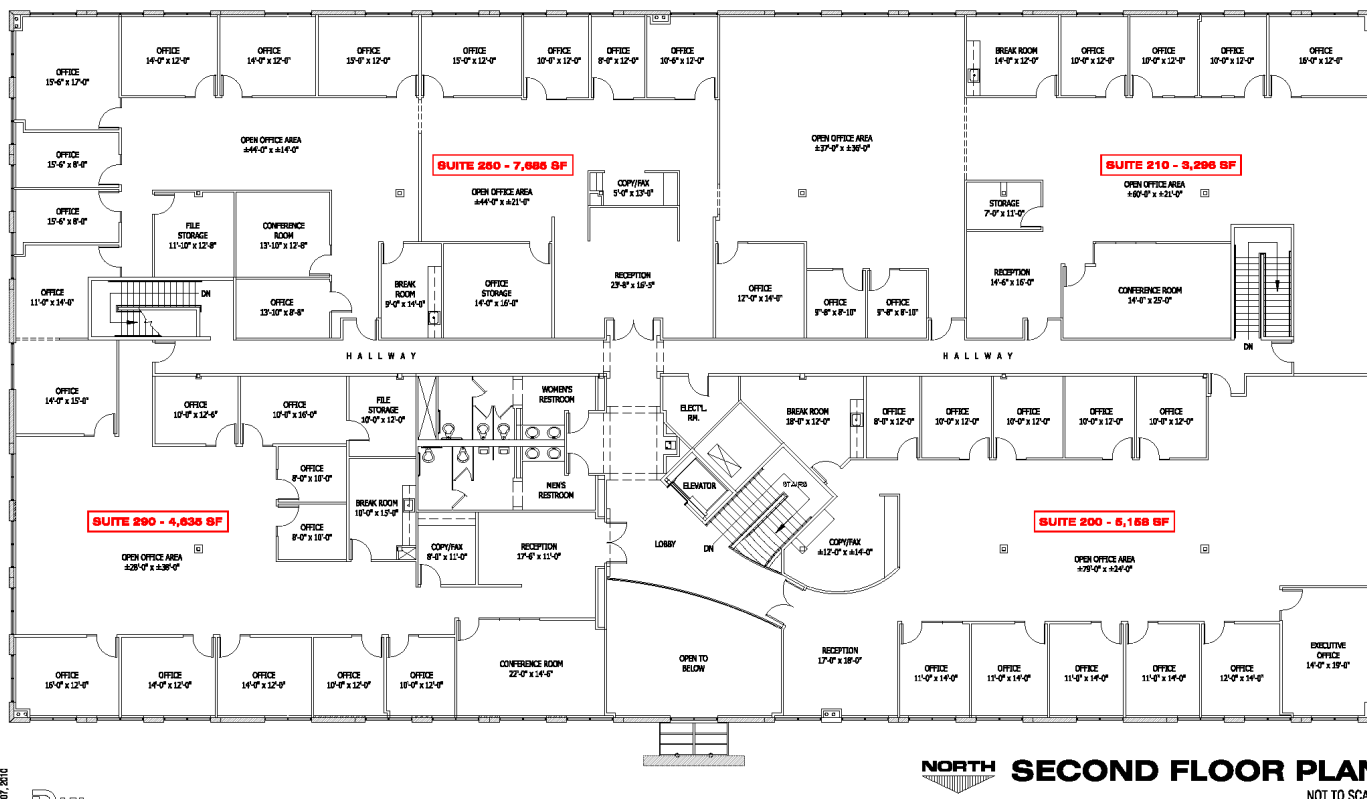 OFFICE
14'-0" x 12'-0"
OFFICE
14'-0" x 12'-0"
OFFICE
15'-0" x 12'-0"
OFFICE
15'-0" x 12'-0"
OFFICE
10'-0" x 12'-0"
OFFICE
8'-0" x 12'-0"
OFFICE
10'-6" x 12'-0"
BREAK ROOM
14'-0" x 12'-0"
OFFICE
10'-0" x 12'-0"
OFFICE
10'-0" x 12'-0"
OFFICE
10'-0" x 12'-0"
OFFICE
16'-0" x 12'-0"
OFFICE
15'-6" x 17'-0"
OPEN OFFICE AREA
±44'-0" x ±14'-0"
OPEN OFFICE AREA
±37'-0" x ±36'-0"
OFFICE
15'-6" x 8'-0"
SUITE 250 - 7,685 SF
SUITE 210 - 3,296 SF
OPEN OFFICE AREA
±44'-0" x ±21'-0"
COPY/FAX
5'-0" x 13'-0"
OPEN OFFICE AREA
±60'-0" x ±21'-0"
OFFICE
15'-6" x 8'-0"
STORAGE
7'-0" x 11'-0"
FILE
STORAGE
11'-10" x 12'-8"
CONFERENCE
ROOM
13'-10" x 12'-8"
OFFICE
11'-0" x 14'-0"
DN
OFFICE
13'-10" x 8'-8"
BREAK
ROOM
9'-0" x 14'-0"
OFFICE
STORAGE
14'-0" x 16'-0"
RECEPTION
23'-8" x 16'-5"
OFFICE
12'-0" x 14'-0"
OFFICE
9'-8" x 8'-10"
OFFICE
9'-8" x 8'-10"
RECEPTION
14'-6" x 16'-0"
CONFERENCE ROOM
14'-0" x 25'-0"
DN
HALLWAY
HALLWAY
OFFICE
14'-0" x 15'-0"
OFFICE
10'-0" x 12'-6"
OFFICE
10'-0" x 16'-0"
FILE
STORAGE
10'-0" x 12'-0"
WOMEN'S
RESTROOM
ELECT'L.
RM.
BREAK ROOM
18'-0" x 12'-0"
OFFICE
8'-0" x 12'-0"
OFFICE
10'-0" x 12'-0"
OFFICE
10'-0" x 12'-0"
OFFICE
10'-0" x 12'-0"
OFFICE
10'-0" x 12'-0"
OFFICE
8'-0" x 10'-0"
BREAK ROOM
10'-0" x 15'-0"
MEN'S
RESTROOM
ELEVATOR
STAIRS
SUITE 290 - 4,635 SF
OFFICE
8'-0" x 10'-0"
SUITE 200 - 5,158 SF
OPEN OFFICE AREA
±28'-0" x ±38'-0"
COPY/FAX
8'-0" x 11'-0"
RECEPTION
17'-6" x 11'-0"
LOBBY
DN
COPY/FAX
±12'-0" x ±14'-0"
OPEN OFFICE AREA
±79'-0" x ±24'-0"
OFFICE
16'-0" x 12'-0"
OFFICE
14'-0" x 12'-0"
OFFICE
14'-0" x 12'-0"
OFFICE
10'-0" x 12'-0"
OFFICE
10'-0" x 12'-0"
CONFERENCE ROOM
22'-0" x 14'-6"
OPEN TO
BELOW
RECEPTION
17'-0" x 18'-0"
OFFICE
11'-0" x 14'-0"
OFFICE
11'-0" x 14'-0"
OFFICE
11'-0" x 14'-0"
OFFICE
11'-0" x 14'-0"
OFFICE
12'-0" x 14'-0"
EXECUTIVE
OFFICE
14'-0" x 19'-0"
NORTH
SECOND FLOOR PLAN
NOT TO SCA
07, 2010